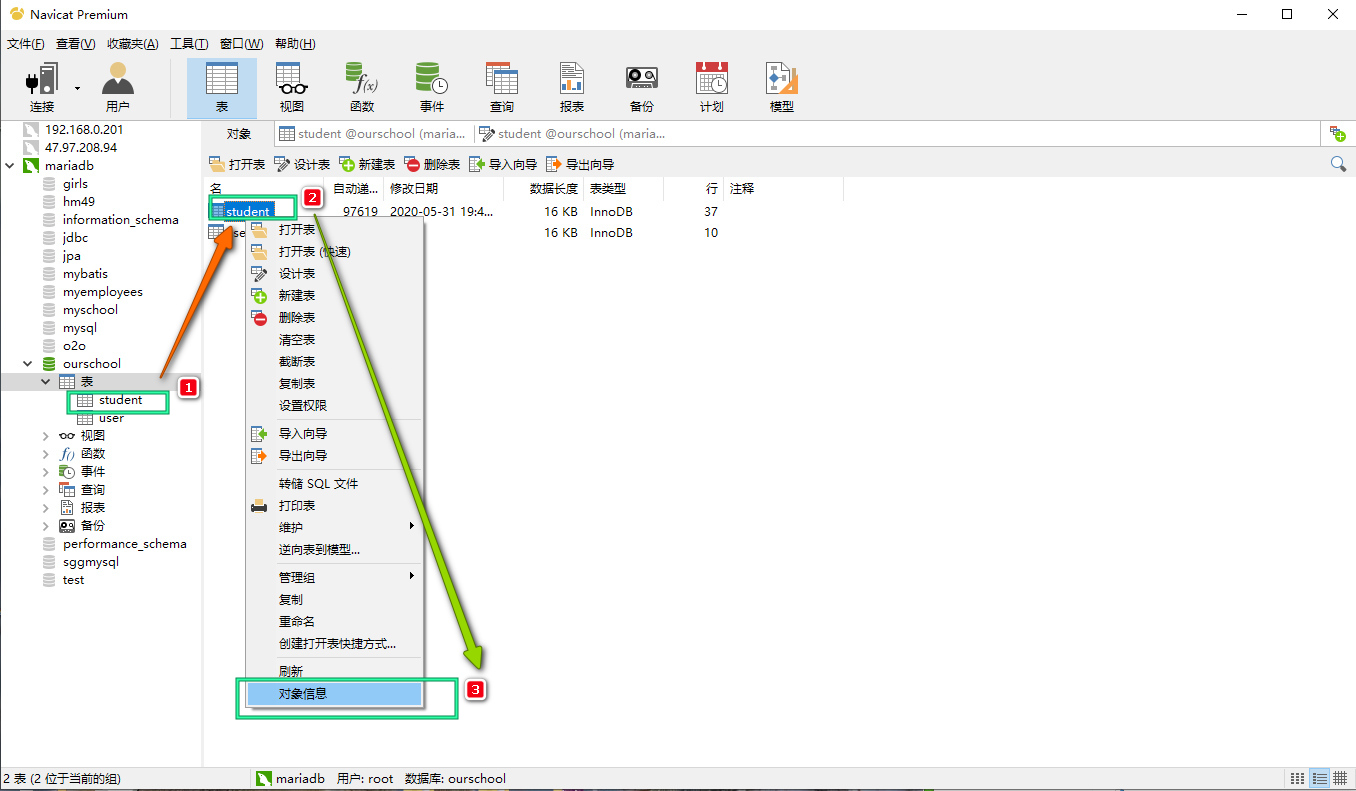 Navicat Premium
文件(F) 查看(V) 收藏夹(A) 工具(T) 窗口(W) 帮助(H)
连接 用户 表 视图 函数 事件 查询 报表 备份 计划 模型
192.168.0.201
47.97.208.94
mariadb
girls
hm49
information_schema
jdbc
jpa
mybatis
myemployees
myschool
mysql
o2o
ourschool
表
student
user
视图
函数
事件
查询
报表
备份
performance_schema
sggmysql
test
对象 student @ourschool (maria... student @ourschool (maria...
打开表 设计表 新建表 删除表 导入向导 导出向导
名 自动递... 修改日期 数据长度 表类型 行 注释
student 97619 2020-05-31 19:4... 16 KB InnoDB 37
16 KB InnoDB 10
1
2
3
打开表
打开表 (快速)
设计表
新建表
删除表
清空表
截断表
复制表
设置权限
导入向导
导出向导
转储 SQL 文件
打印表
维护
逆向表到模型...
管理组
复制
重命名
创建打开表快捷方式...
刷新
对象信息
2 表 (2 位于当前的组) mariadb 用户: root 数据库: ourschool